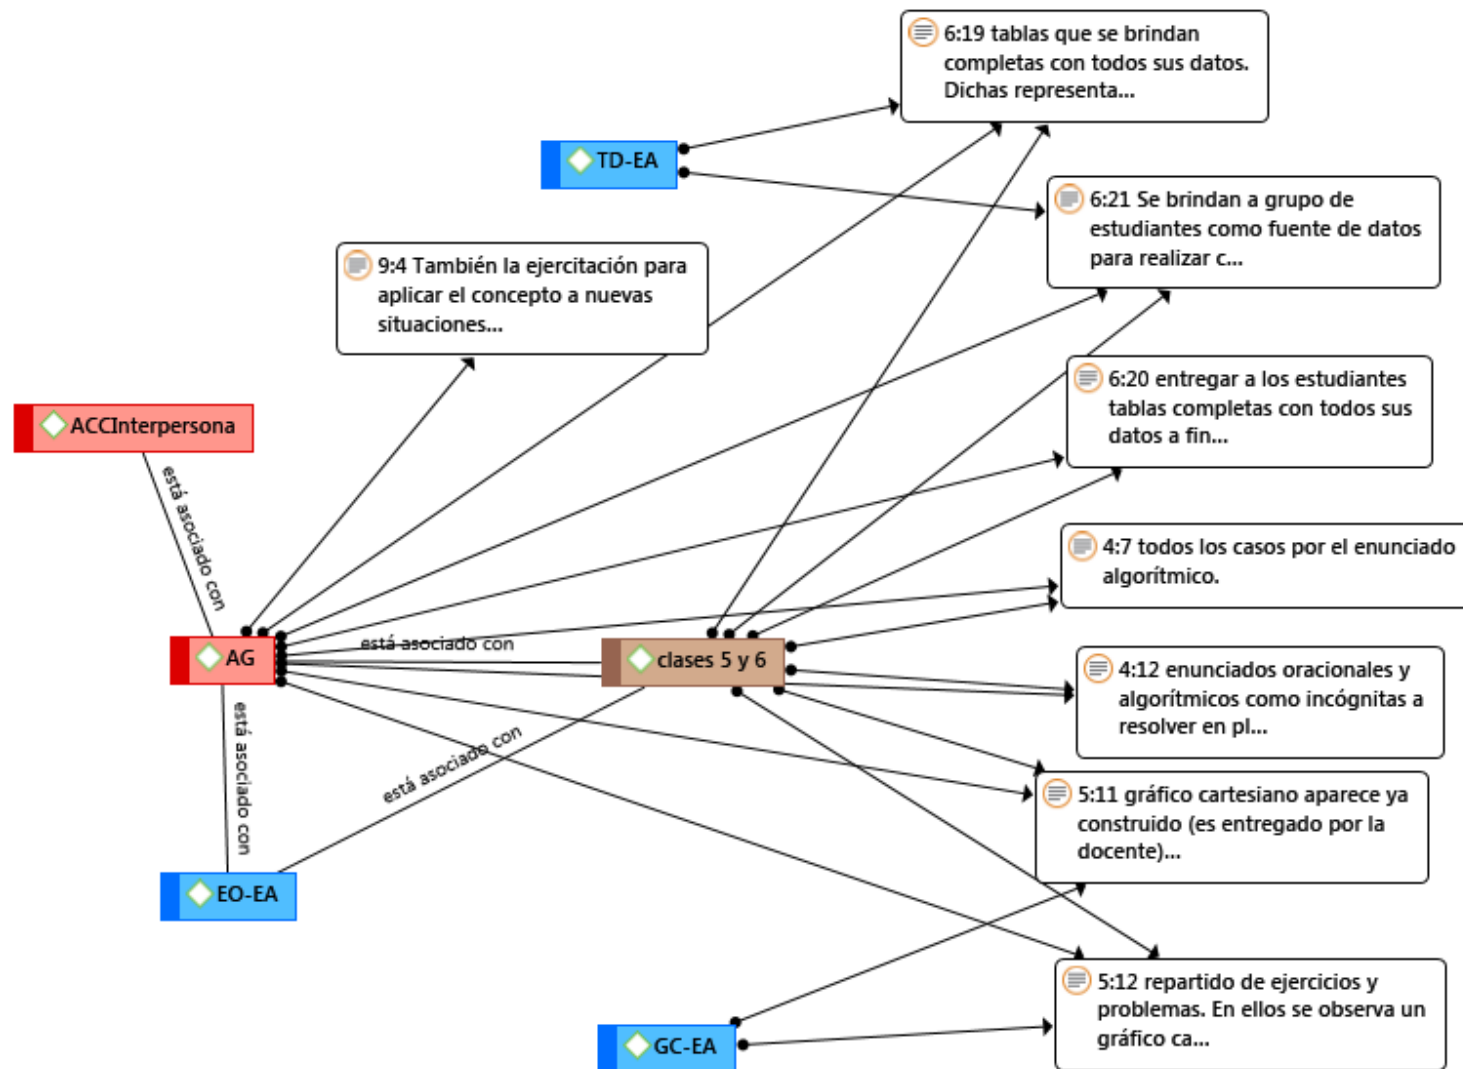 6:19 tablas que se brindan
completas con todos sus datos.
Dichas representa...
TD-EA
6:21 Se brindan a grupo de
estudiantes como fuente de datos
para realizar c...
9:4 También la ejercitación para
aplicar el concepto a nuevas
situaciones...
6:20 entregar a los estudiantes
tablas completas con todos sus
datos a fin...
ACCInterpersona
está asociado con
4:7 todos los casos por el enunciado
algorítmico.
AG
está asociado con
clases 5 y 6
4:12 enunciados oracionales y
algorítmicos como incógnitas a
resolver en pl...
está asociado con
está asociado con
5:11 gráfico cartesiano aparece ya
construido (es entregado por la
docente)...
EO-EA
5:12 repartido de ejercicios y
problemas. En ellos se observa un
gráfico ca...
GC-EA